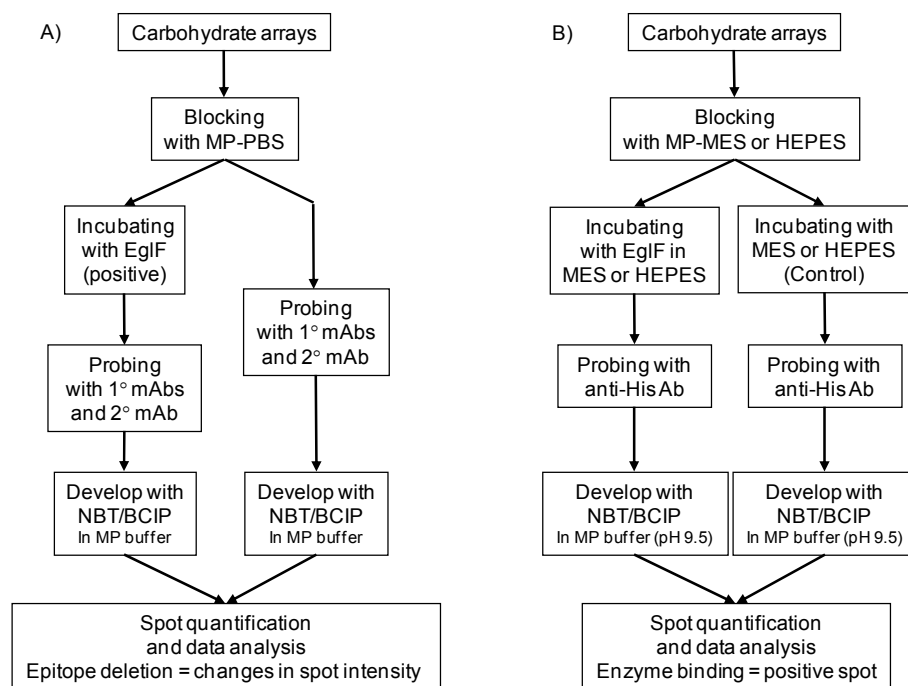 A)
Carbohydrate arrays
Blocking
with MP-PBS
Incubating
with EglF
(positive)
Probing
with 1° mAbs
and 2° mAb
Probing
with 1° mAbs
and 2° mAb
Develop with
NBT/BCIP
In MP buffer
Develop with
NBT/BCIP
In MP buffer
Spot quantification
and data analysis
Epitope deletion = changes in spot intensity
B)
Carbohydrate arrays
Blocking
with MP-MES or HEPES
Incubating
with EglF in
MES or HEPES
Incubating with
MES or HEPES
(Control)
Probing with
anti-His Ab
Probing with
anti-His Ab
Develop with
NBT/BCIP
In MP buffer (pH 9.5)
Develop with
NBT/BCIP
In MP buffer (pH 9.5)
Spot quantification
and data analysis
Enzyme binding = positive spot